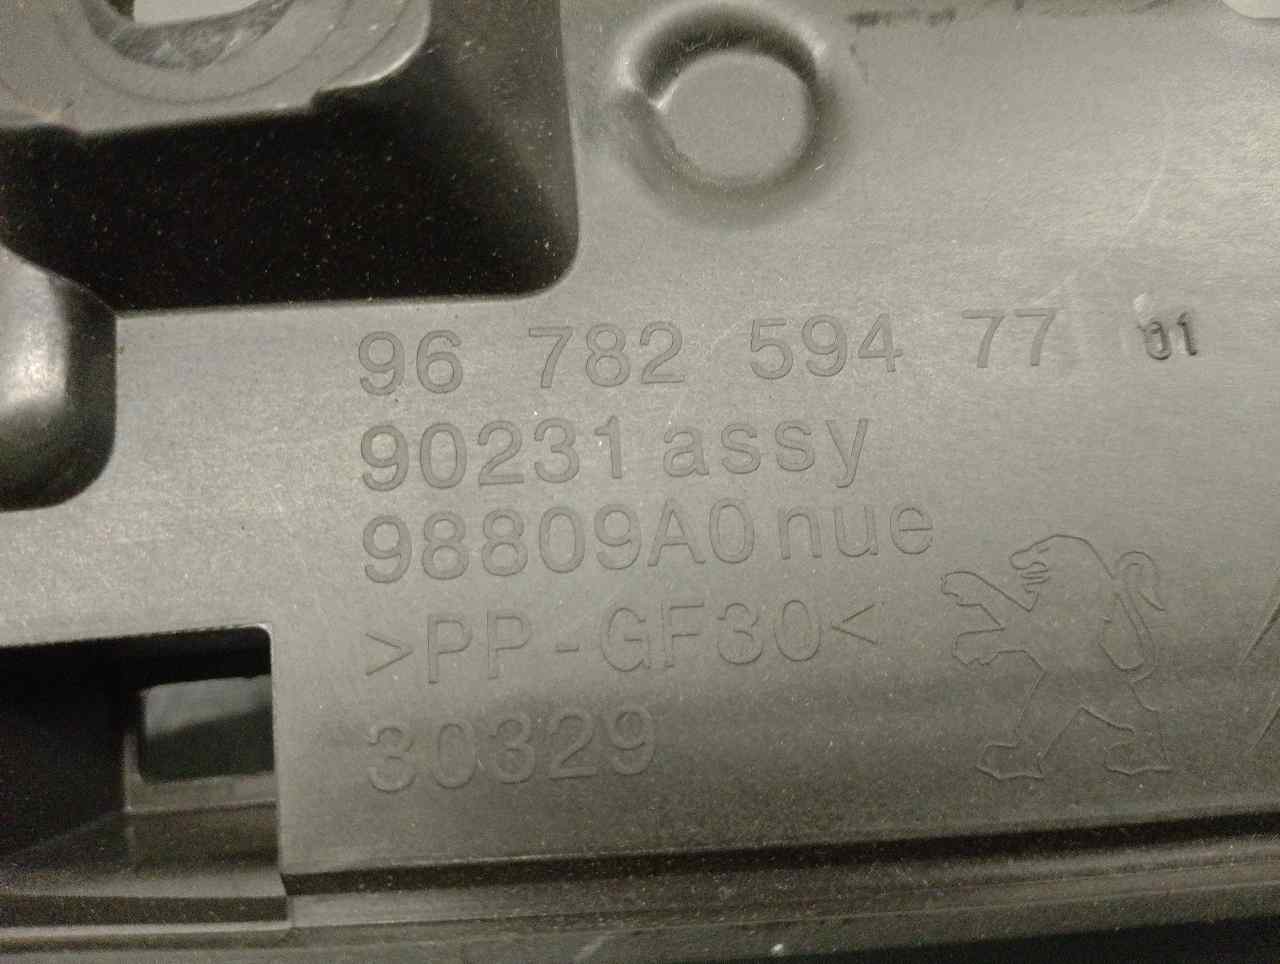 96 782 594 77 01
90231 assy
98809A0 nue
>PP-GF30<
30329